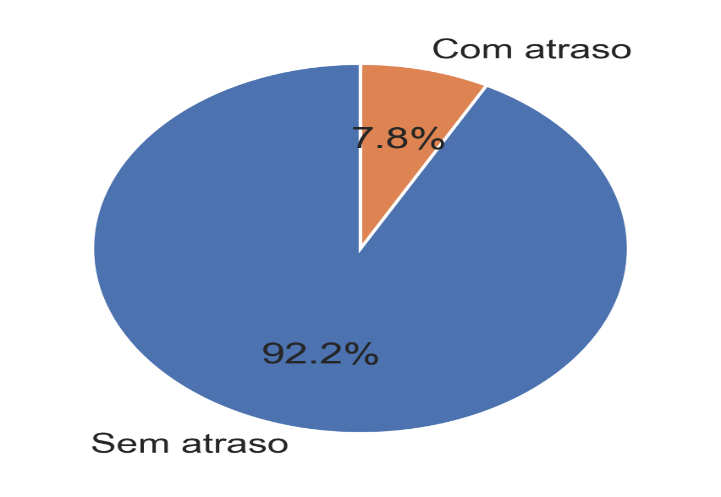 Com atraso
7.8%
92.2%
Sem atraso